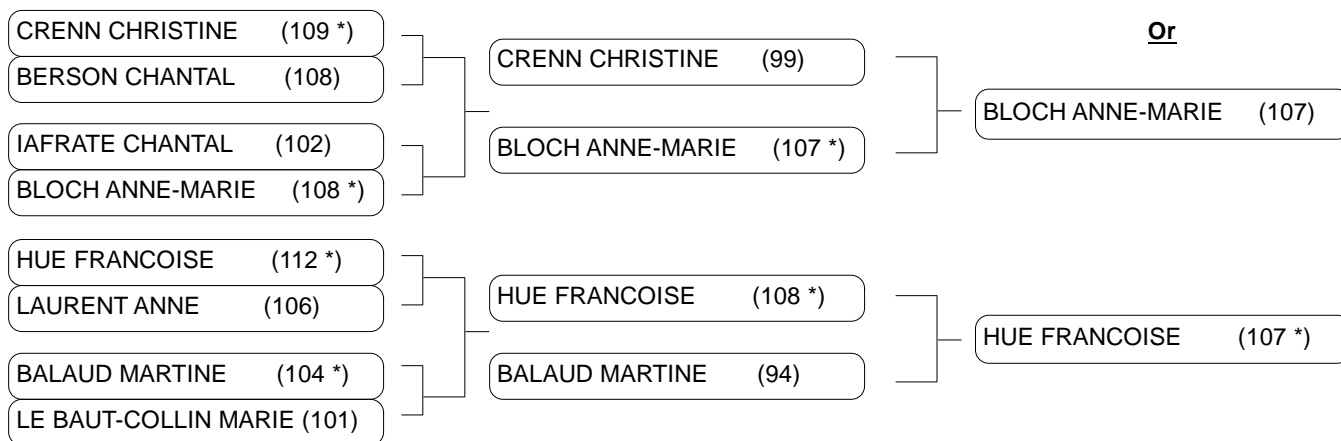 CRENN CHRISTINE (109 *)
BERSON CHANTAL (108)
IAFRATE CHANTAL (102)
BLOCH ANNE-MARIE (108 *)
HUE FRANCOISE (112 *)
LAURENT ANNE (106)
BALAUD MARTINE (104 *)
LE BAUT-COLLIN MARIE (101)
CRENN CHRISTINE (99)
BLOCH ANNE-MARIE (107 *)
HUE FRANCOISE (108 *)
BALAUD MARTINE (94)
Or
BLOCH ANNE-MARIE (107)
HUE FRANCOISE (107 *)